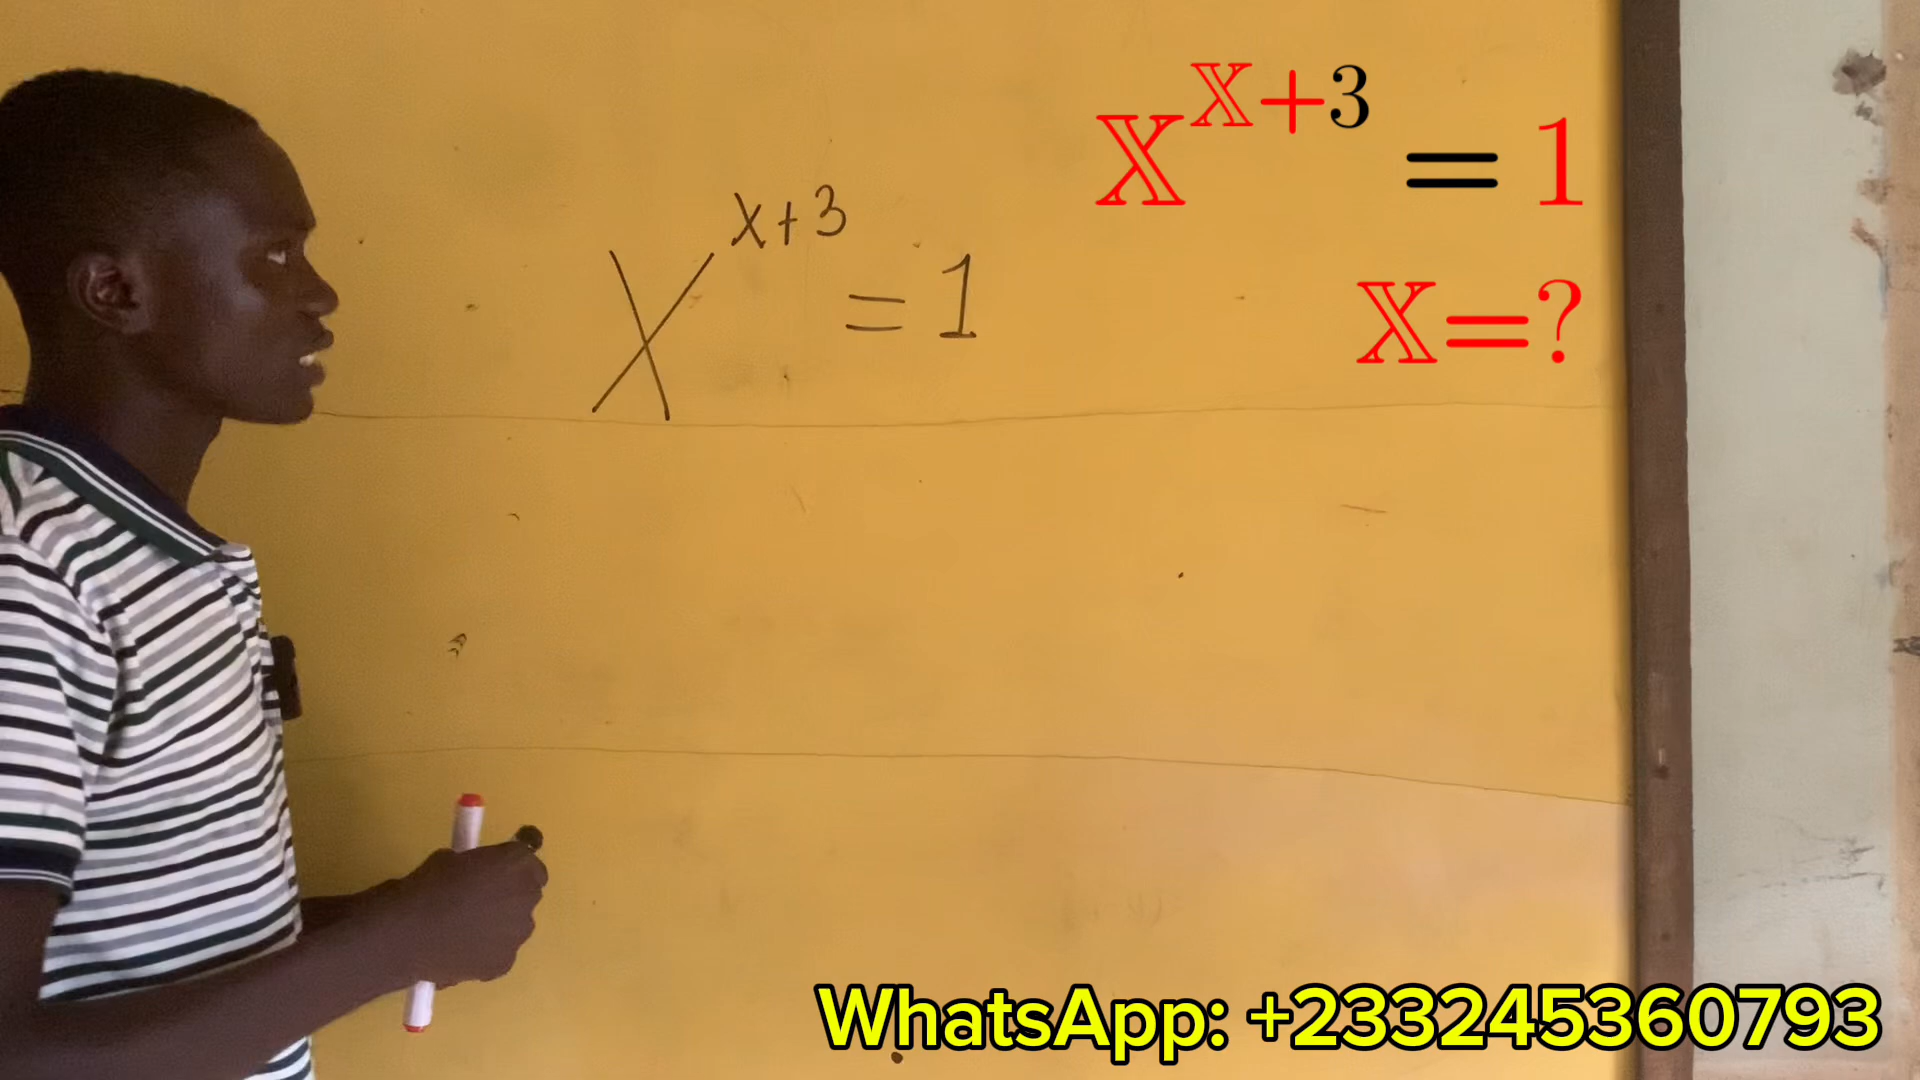 X^{X+3} = 1
X=?
x^{x+3} = 1
WhatsApp: +233245360793